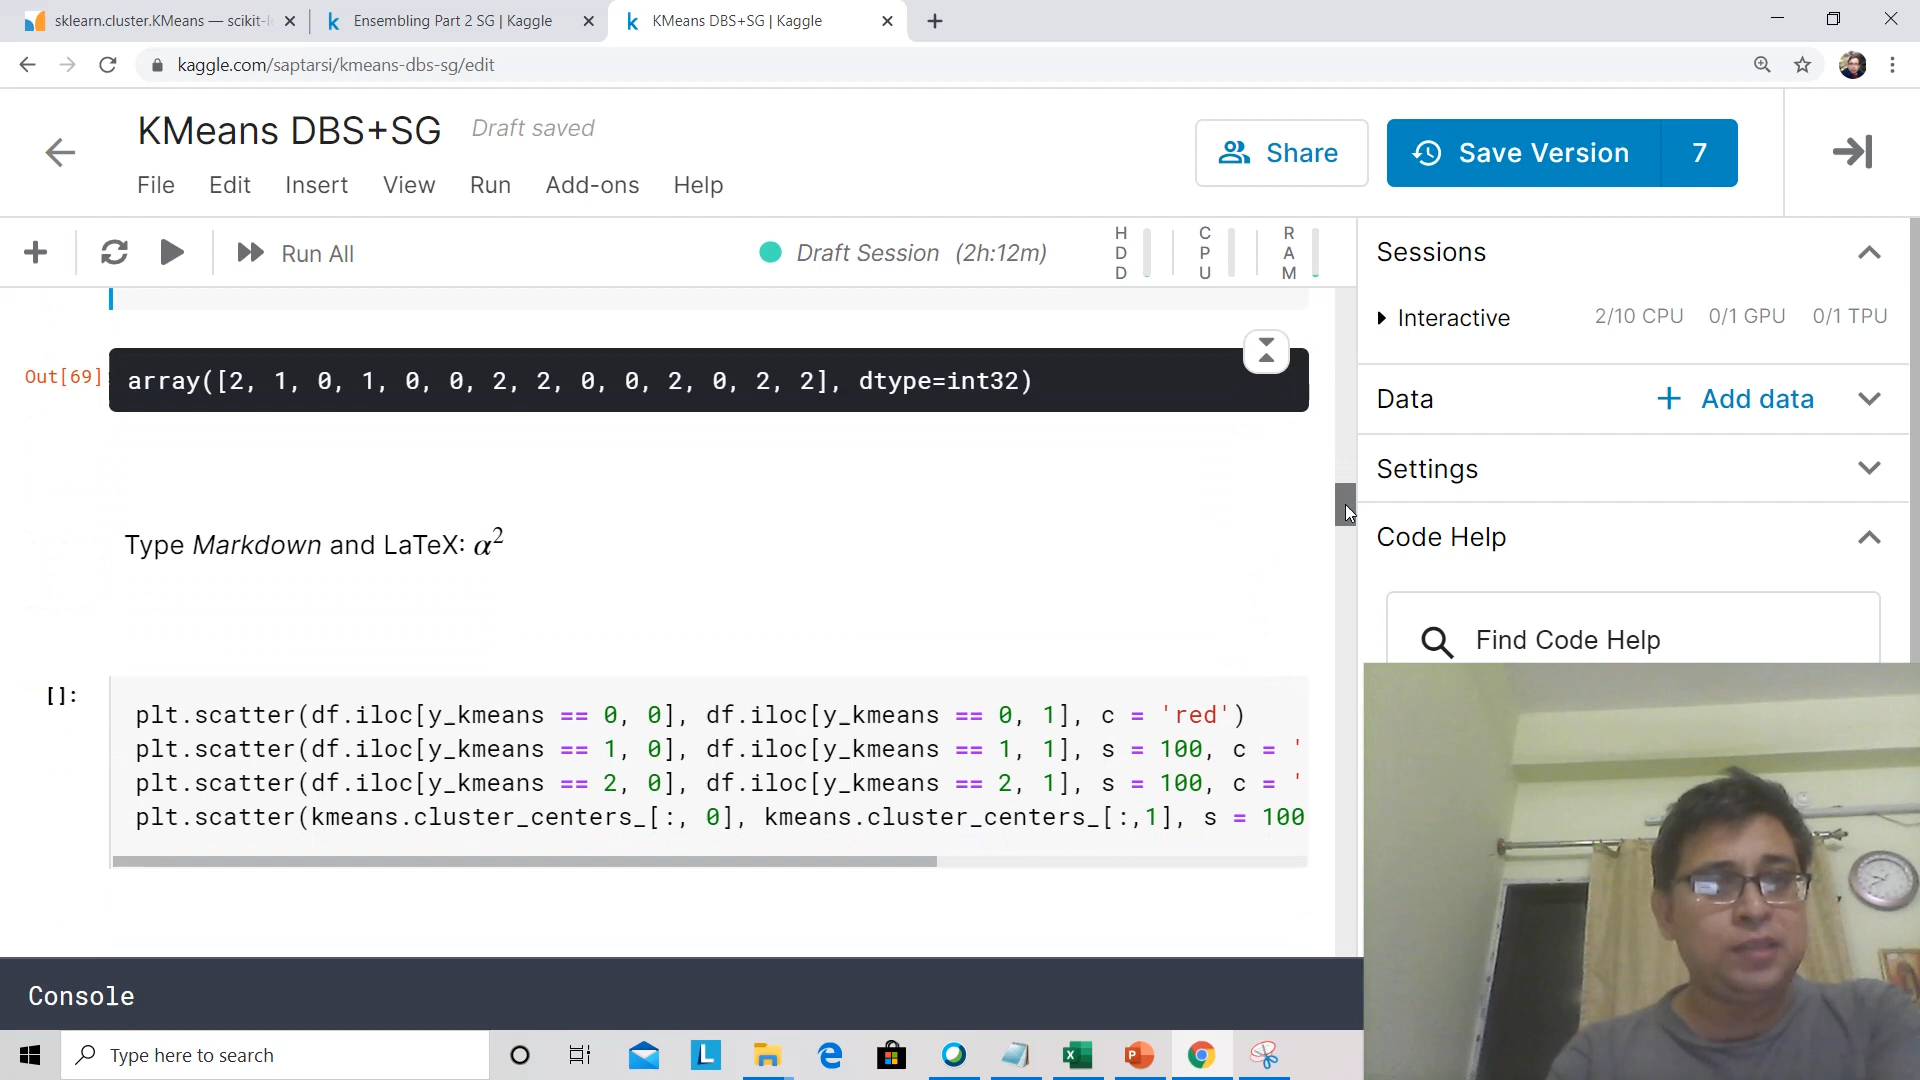 sklearn.cluster.KMeans — scikit-l
Ensembling Part 2 SG | Kaggle
KMeans DBS+SG | Kaggle
kaggle.com/saptarsi/kmeans-dbs-sg/edit
KMeans DBS+SG
Draft saved
Share
Save Version
7
File Edit Insert View Run Add-ons Help
Run All
Draft Session (2h:12m)
HDD
CPU
RAM
Sessions
Interactive
2/10 CPU 0/1 GPU 0/1 TPU
Out[69]
array([2, 1, 0, 1, 0, 0, 2, 2, 0, 0, 2, 0, 2, 2], dtype=int32)
Data
+ Add data
Settings
Type Markdown and LaTeX: α²
Code Help
Find Code Help
[]:
plt.scatter(df.iloc[y_kmeans == 0, 0], df.iloc[y_kmeans == 0, 1], c = 'red')
plt.scatter(df.iloc[y_kmeans == 1, 0], df.iloc[y_kmeans == 1, 1], s = 100, c = '
plt.scatter(df.iloc[y_kmeans == 2, 0], df.iloc[y_kmeans == 2, 1], s = 100, c = '
plt.scatter(kmeans.cluster_centers_[:, 0], kmeans.cluster_centers_[:,1], s = 100
Console
Type here to search